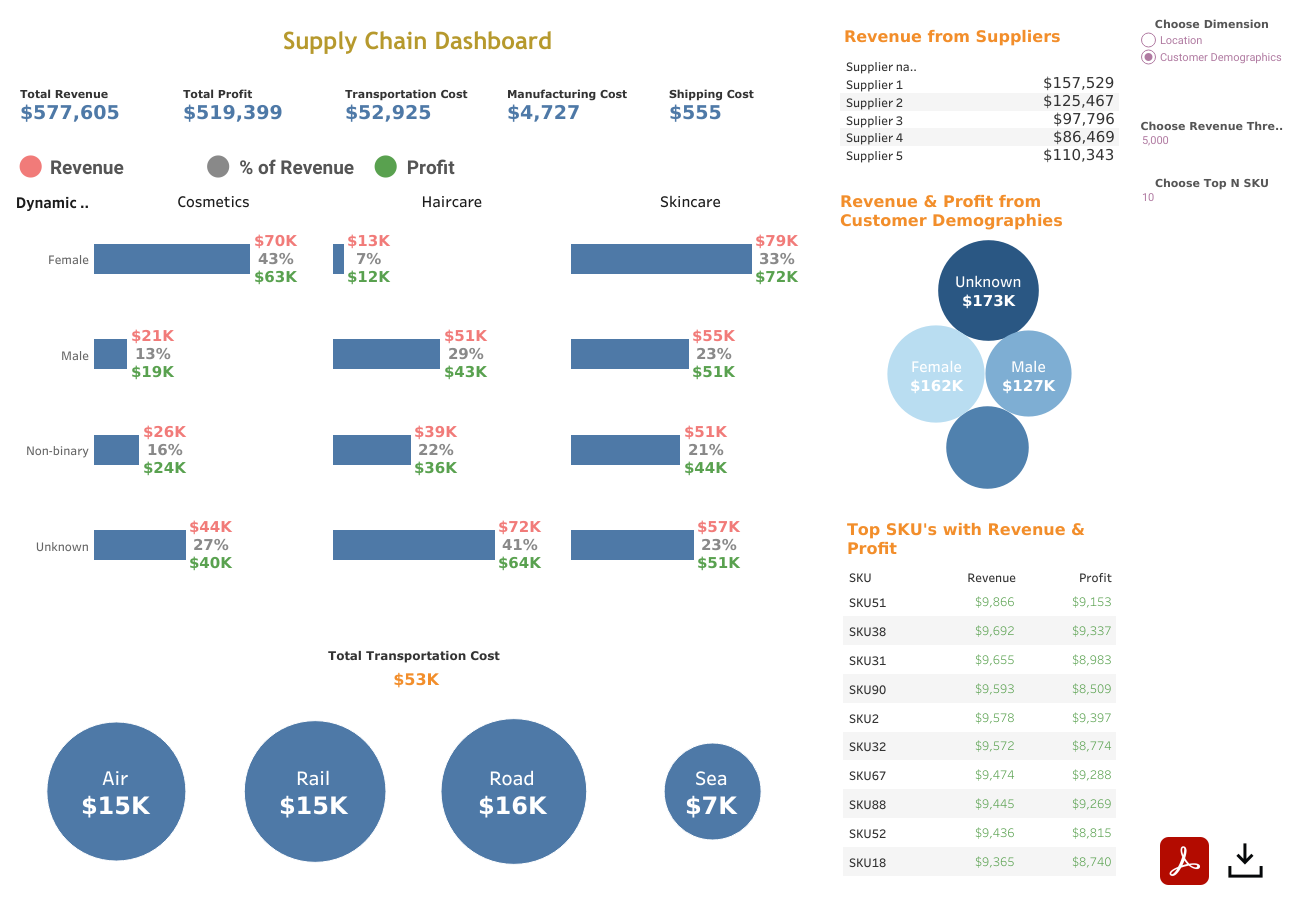 Supply Chain Dashboard
Total Revenue
$577,605
Total Profit
$519,399
Transportation Cost
$52,925
Manufacturing Cost
$4,727
Shipping Cost
$555
Revenue
% of Revenue
Profit
Dynamic .. Cosmetics Haircare Skincare
Female
$70K
43%
$63K
$13K
7%
$12K
$79K
33%
$72K
Male
$21K
13%
$19K
$51K
29%
$43K
$55K
23%
$51K
Non-binary
$26K
16%
$24K
$39K
22%
$36K
$51K
21%
$44K
Unknown
$44K
27%
$40K
$72K
41%
$64K
$57K
23%
$51K
Total Transportation Cost
$53K
Air
$15K
Rail
$15K
Road
$16K
Sea
$7K
Revenue from Suppliers
Supplier na..
Supplier 1 $157,529
Supplier 2 $125,467
Supplier 3 $97,796
Supplier 4 $86,469
Supplier 5 $110,343
Revenue & Profit from
Customer Demographies
Unknown
$173K
Female
$162K
Male
$127K
Top SKU's with Revenue &
Profit
SKU Revenue Profit
SKU51 $9,866 $9,153
SKU38 $9,692 $9,337
SKU31 $9,655 $8,983
SKU90 $9,593 $8,509
SKU2 $9,578 $9,397
SKU32 $9,572 $8,774
SKU67 $9,474 $9,288
SKU88 $9,445 $9,269
SKU52 $9,436 $8,815
SKU18 $9,365 $8,740
Choose Dimension
Location
Customer Demographics
Choose Revenue Thre..
5,000
Choose Top N SKU
10